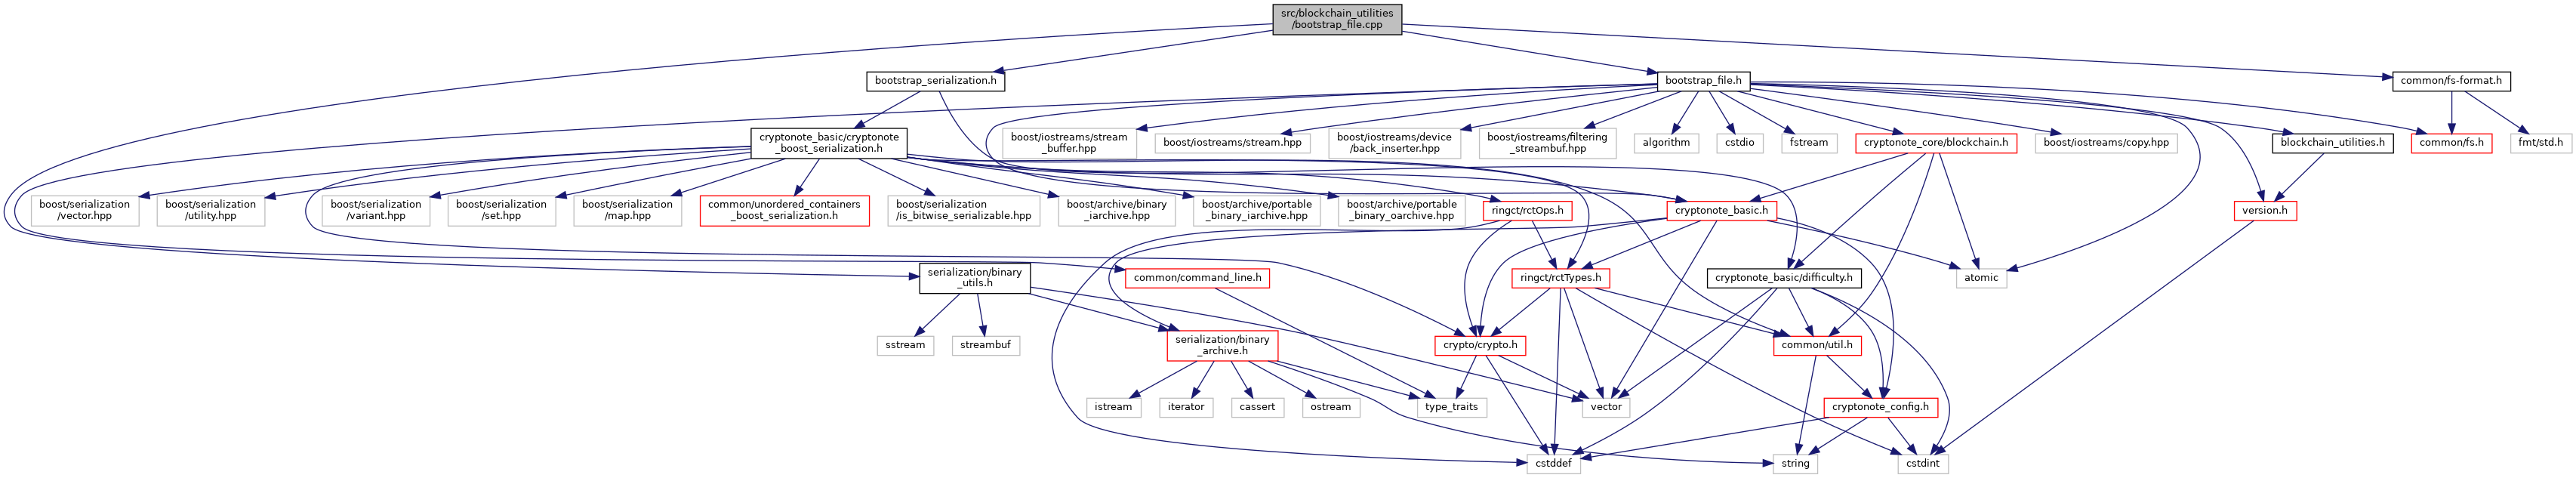 src/blockchain_utilities
/bootstrap_file.cpp
bootstrap_serialization.h
bootstrap_file.h
common/fs-format.h
cryptonote_basic/cryptonote
_boost_serialization.h
boost/iostreams/stream
_buffer.hpp
boost/iostreams/stream.hpp
boost/iostreams/device
/back_inserter.hpp
boost/iostreams/filtering
_streambuf.hpp
algorithm
cstdio
fstream
cryptonote_core/blockchain.h
boost/iostreams/copy.hpp
blockchain_utilities.h
common/fs.h
fmt/std.h
boost/serialization
/vector.hpp
boost/serialization
/utility.hpp
boost/serialization
/variant.hpp
boost/serialization
/set.hpp
boost/serialization
/map.hpp
common/unordered_containers
_boost_serialization.h
boost/serialization
/is_bitwise_serializable.hpp
boost/archive/binary
_iarchive.hpp
boost/archive/portable
_binary_iarchive.hpp
boost/archive/portable
_binary_oarchive.hpp
ringct/rctOps.h
cryptonote_basic.h
version.h
serialization/binary
_utils.h
common/command_line.h
ringct/rctTypes.h
cryptonote_basic/difficulty.h
atomic
sstream
streambuf
serialization/binary
_archive.h
crypto/crypto.h
common/util.h
istream
iterator
cassert
ostream
type_traits
vector
cryptonote_config.h
cstddef
string
cstdint